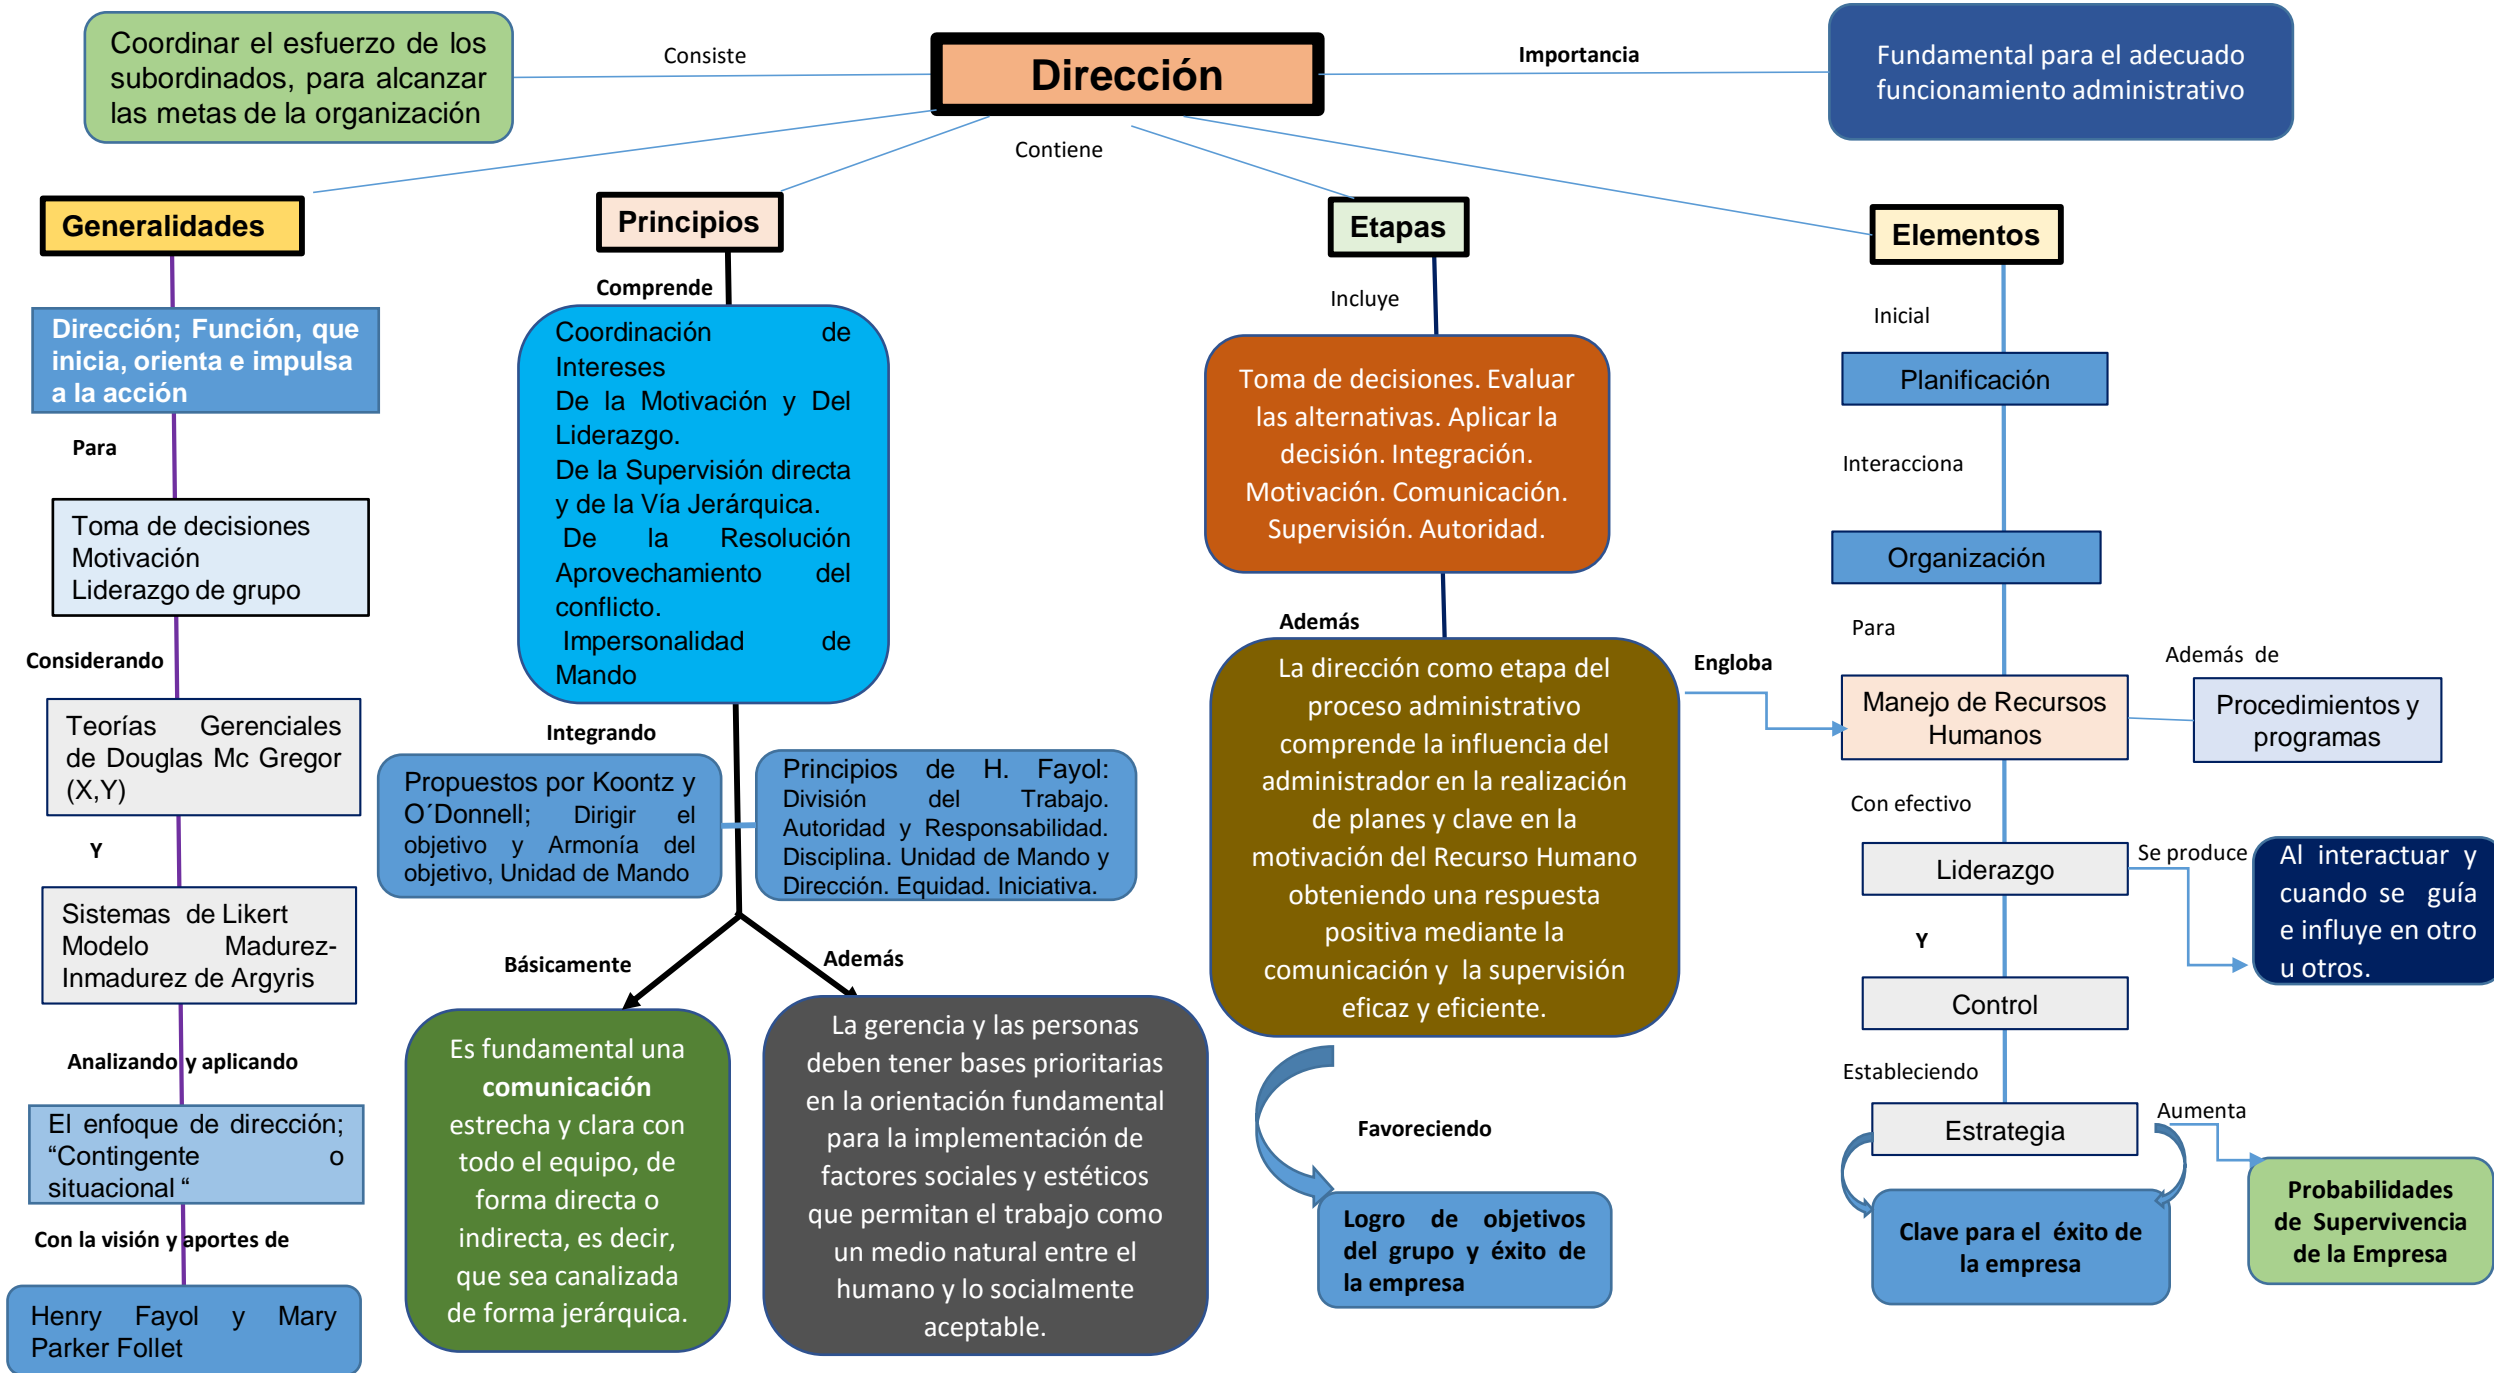 Coordinar el esfuerzo de los
subordinados, para alcanzar
las metas de la organización
Consiste
Dirección
Importancia
Fundamental para el adecuado
funcionamiento administrativo
Contiene
Generalidades
Dirección; Función, que
inicia, orienta e impulsa
a la acción
Para
Toma de decisiones
Motivación
Liderazgo de grupo
Considerando
Teorías Gerenciales
de Douglas Mc Gregor
(X,Y)
Y
Sistemas de Likert
Modelo Madurez-
Inmadurez de Argyris
Analizando y aplicando
El enfoque de dirección;
“Contingente o
situacional “
Con la visión y aportes de
Henry Fayol y Mary
Parker Follet
Principios
Comprende
Coordinación de
Intereses
De la Motivación y Del
Liderazgo.
De la Supervisión directa
y de la Vía Jerárquica.
De la Resolución
Aprovechamiento del
conflicto.
Impersonalidad de
Mando
Integrando
Propuestos por Koontz y
O´Donnell; Dirigir el
objetivo y Armonía del
objetivo, Unidad de Mando
Principios de H. Fayol:
División del Trabajo.
Autoridad y Responsabilidad.
Disciplina. Unidad de Mando y
Dirección. Equidad. Iniciativa.
Básicamente
Además
Es fundamental una
comunicación
estrecha y clara con
todo el equipo, de
forma directa o
indirecta, es decir,
que sea canalizada
de forma jerárquica.
La gerencia y las personas
deben tener bases prioritarias
en la orientación fundamental
para la implementación de
factores sociales y estéticos
que permitan el trabajo como
un medio natural entre el
humano y lo socialmente
aceptable.
Etapas
Incluye
Toma de decisiones. Evaluar
las alternativas. Aplicar la
decisión. Integración.
Motivación. Comunicación.
Supervisión. Autoridad.
Además
La dirección como etapa del
proceso administrativo
comprende la influencia del
administrador en la realización
de planes y clave en la
motivación del Recurso Humano
obteniendo una respuesta
positiva mediante la
comunicación y la supervisión
eficaz y eficiente.
Engloba
Favoreciendo
Logro de objetivos
del grupo y éxito de
la empresa
Elementos
Inicial
Planificación
Interacciona
Organización
Para
Manejo de Recursos
Humanos
Además de
Procedimientos y
programas
Con efectivo
Liderazgo
Se produce
Al interactuar y
cuando se guía
e influye en otro
u otros.
Y
Control
Estableciendo
Estrategia
Aumenta
Clave para el éxito de
la empresa
Probabilidades
de Supervivencia
de la Empresa